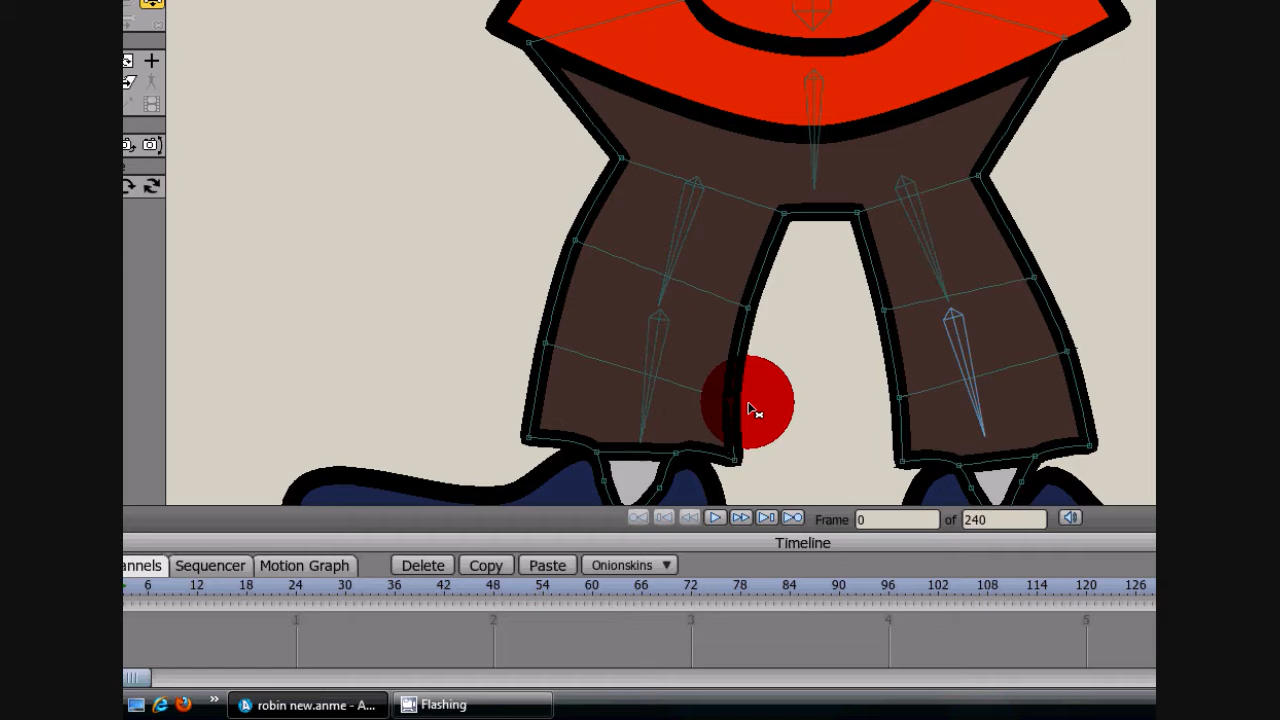 Frame 0 of 240
Timeline
annels Sequencer Motion Graph Delete Copy Paste Onionskins
6 12 18 24 30 36 42 48 54 60 66 72 78 84 90 96 102 108 114 120 126
1 2 3 4 5
» robin new.anme - A... Flashing